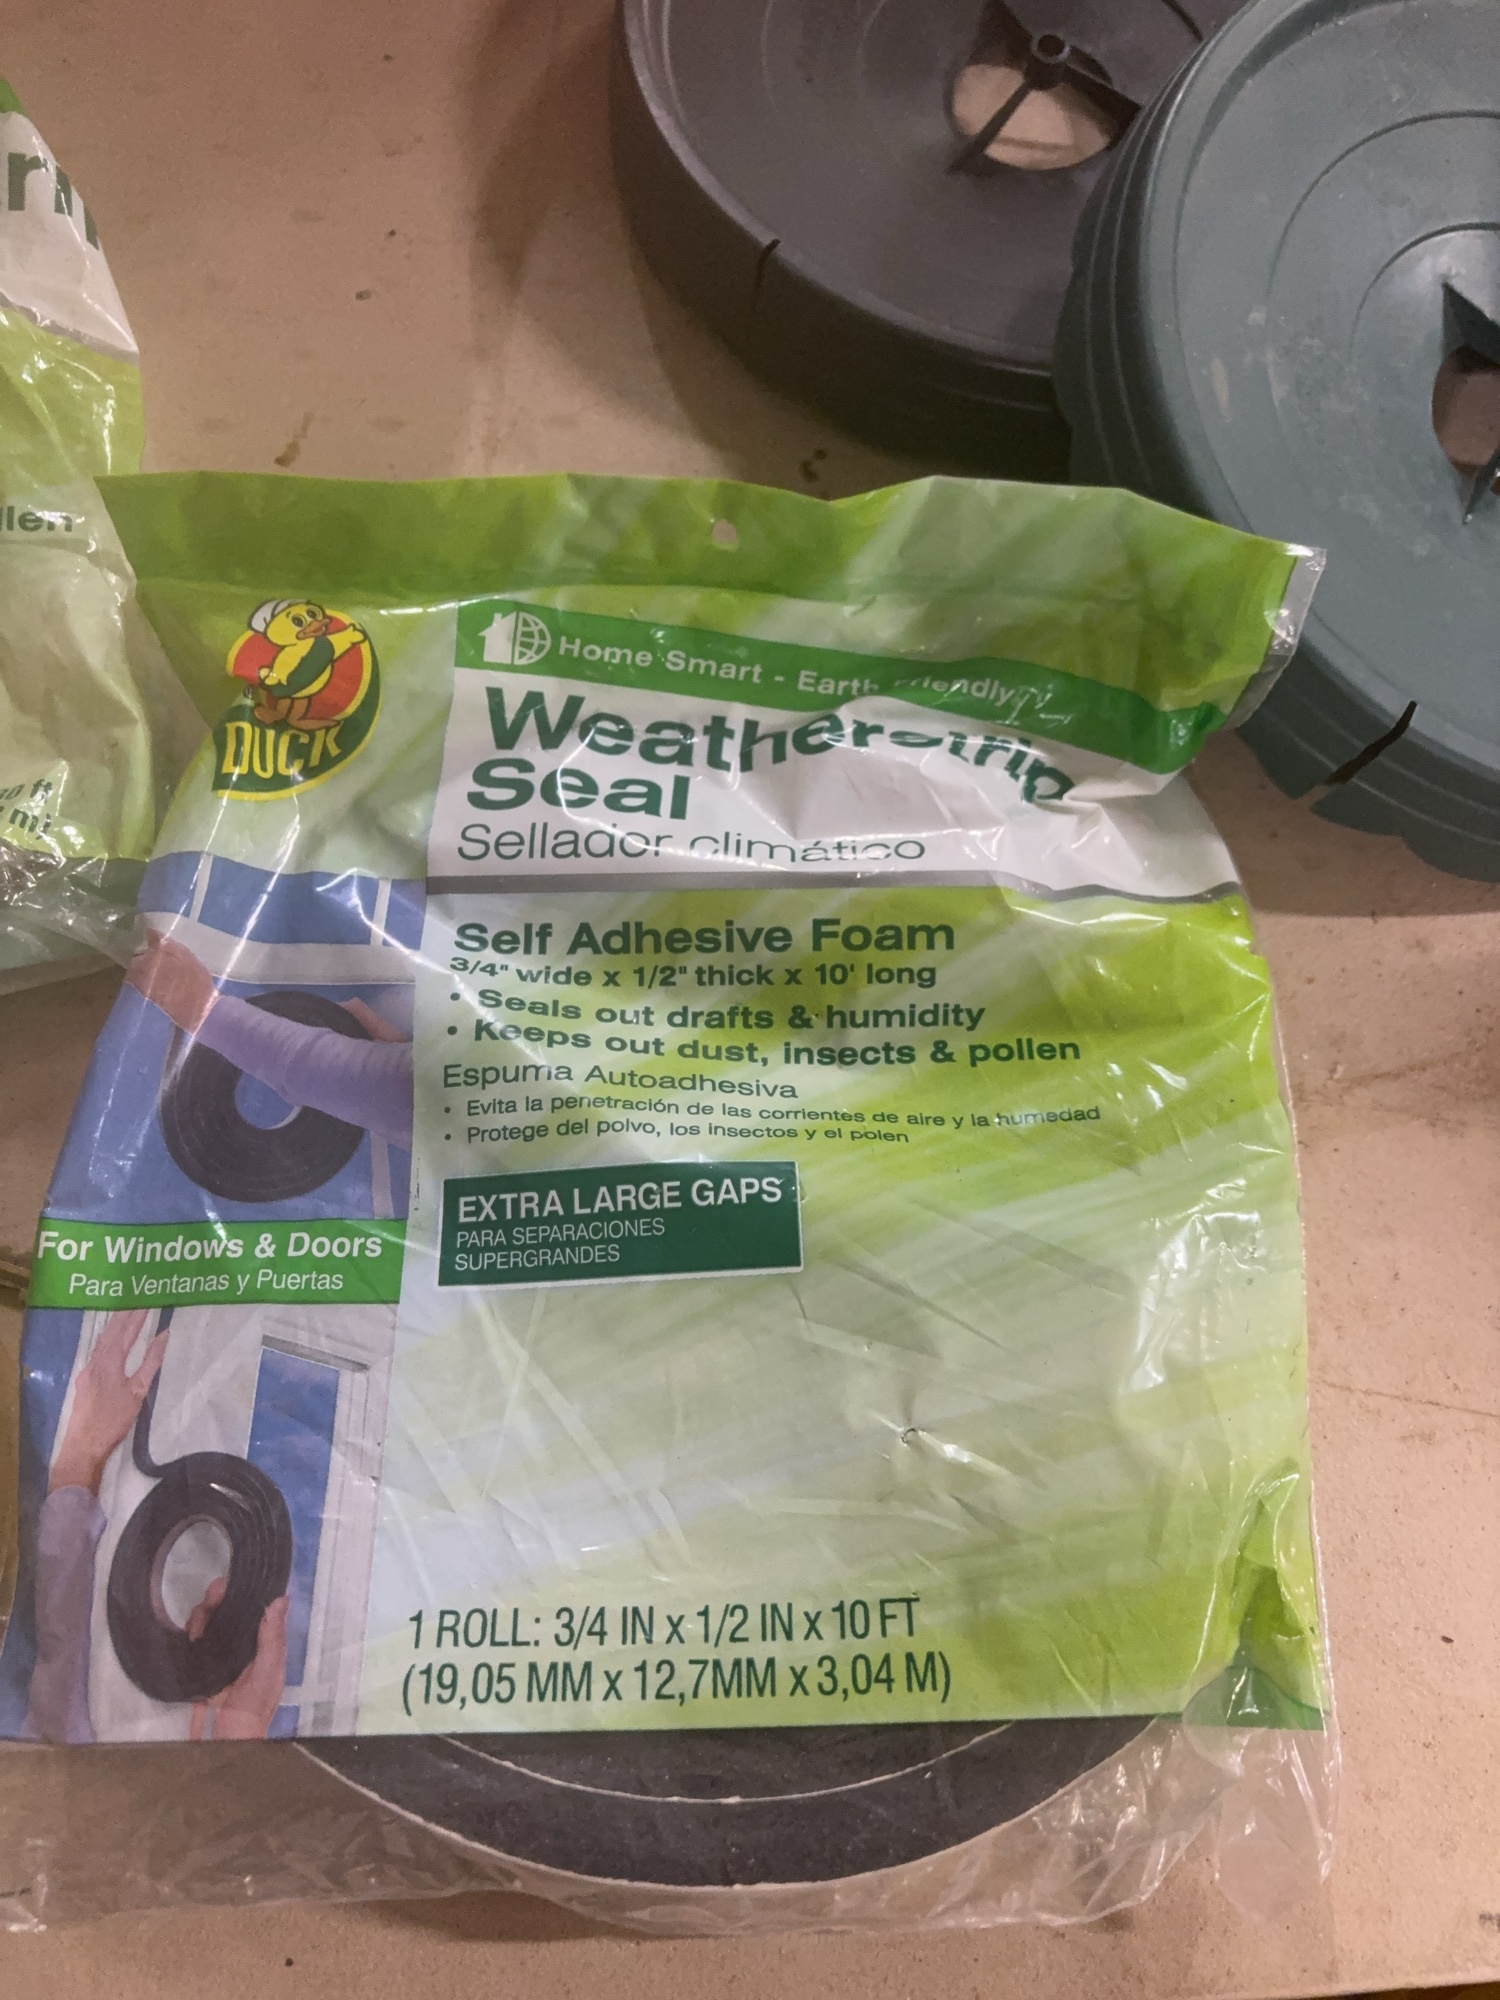 llen
30 ft
m)
DUCK
Home Smart - Earth Friendly
Weatherstrip
Seal
Sellador climático
Self Adhesive Foam
3/4" wide x 1/2" thick x 10' long
• Seals out drafts & humidity
• Keeps out dust, insects & pollen
Espuma Autoadhesiva
• Evita la penetración de las corrientes de aire y la humedad
• Protege del polvo, los insectos y el polen
EXTRA LARGE GAPS
PARA SEPARACIONES
SUPERGRANDES
For Windows & Doors
Para Ventanas y Puertas
1 ROLL: 3/4 IN x 1/2 IN x 10 FT
(19,05 MM x 12,7MM x 3,04 M)